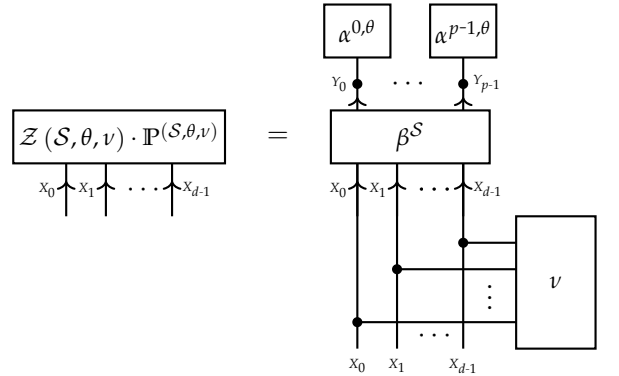 α^{0,θ} α^{p-1,θ}
Y_0 ··· Y_{p-1}
𝒵 (𝒮, θ, ν) · ℙ^{(𝒮,θ,ν)} = β^𝒮
X_0 X_1 ··· X_{d-1} X_0 X_1 ··· X_{d-1}
⋮ ν
···
X_0 X_1 X_{d-1}